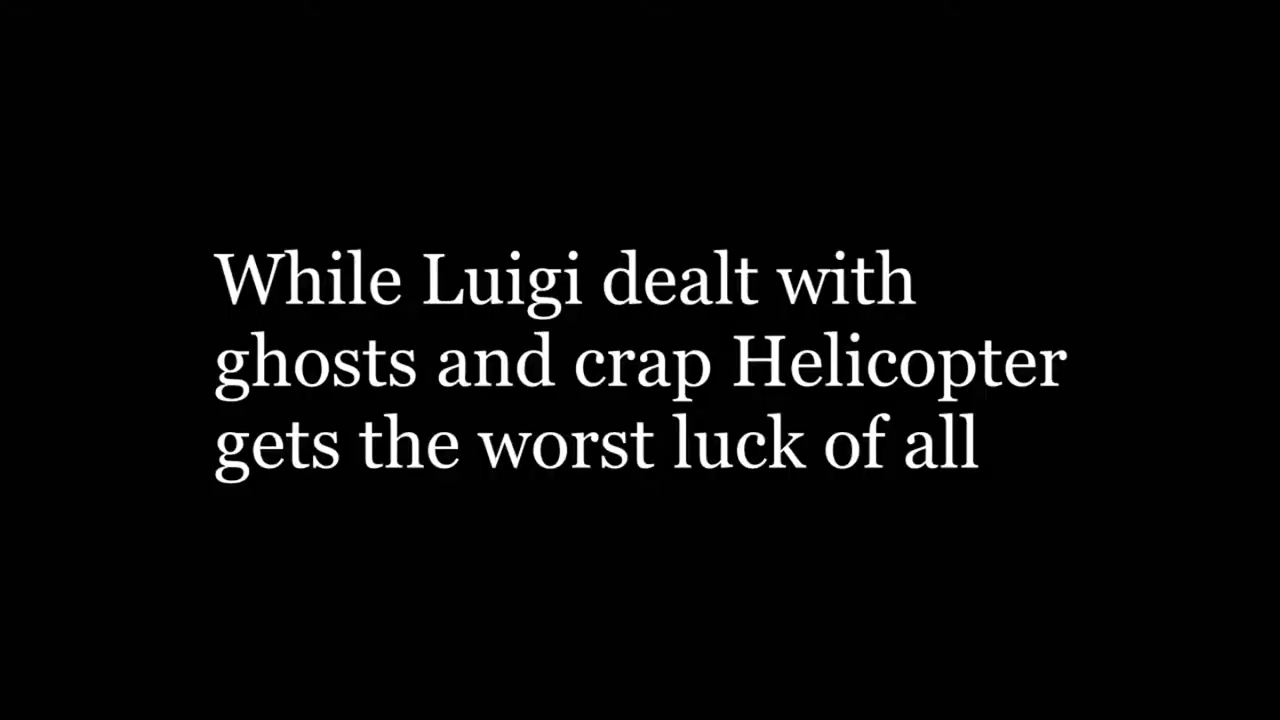 While Luigi dealt with
ghosts and crap Helicopter
gets the worst luck of all